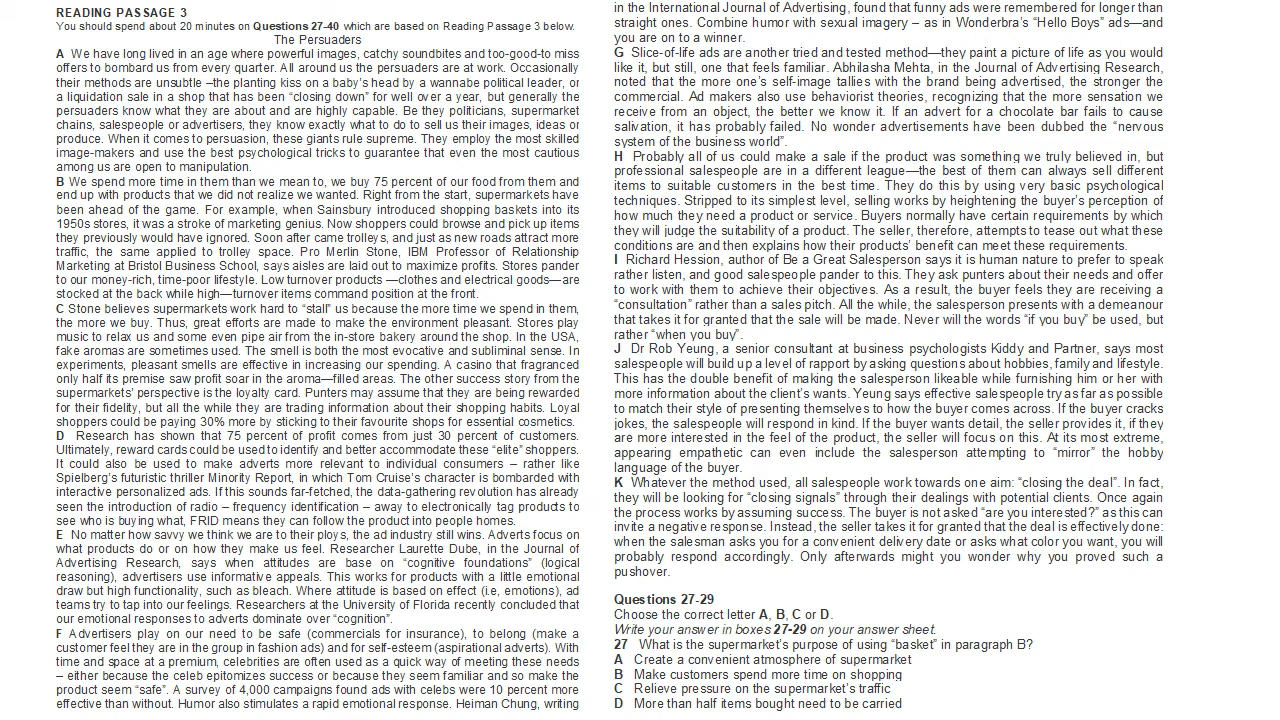 READING PASSAGE 3
You should spend about 20 minutes on Questions 27-40 which are based on Reading Passage 3 below.
The Persuaders
A We have long lived in an age where powerful images, catchy soundbites and too-good-to miss
offers to bombard us from every quarter. All around us the persuaders are at work. Occasionally
their methods are unsubtle –the planting kiss on a baby's head by a wannabe political leader, or
a liquidation sale in a shop that has been "closing down" for well over a year, but generally the
persuaders know what they are about and are highly capable. Be they politicians, supermarket
chains, salespeople or advertisers, they know exactly what to do to sell us their images, ideas or
produce. When it comes to persuasion, these giants rule supreme. They employ the most skilled
image-makers and use the best psychological tricks to guarantee that even the most cautious
among us are open to manipulation.
B We spend more time in them than we mean to, we buy 75 percent of our food from them and
end up with products that we did not realize we wanted. Right from the start, supermarkets have
been ahead of the game. For example, when Sainsbury introduced shopping baskets into its
1950s stores, it was a stroke of marketing genius. Now shoppers could browse and pick up items
they previously would have ignored. Soon after came trolleys, and just as new roads attract more
traffic, the same applied to trolley space. Pro Merlin Stone, IBM Professor of Relationship
Marketing at Bristol Business School, says aisles are laid out to maximize profits. Stores pander
to our money-rich, time-poor lifestyle. Low turnover products —clothes and electrical goods—are
stocked at the back while high—turnover items command position at the front.
C Stone believes supermarkets work hard to "stall" us because the more time we spend in them,
the more we buy. Thus, great efforts are made to make the environment pleasant. Stores play
music to relax us and some even pipe air from the in-store bakery around the shop. In the USA,
fake aromas are sometimes used. The smell is both the most evocative and subliminal sense. In
experiments, pleasant smells are effective in increasing our spending. A casino that fragranced
only half its premise saw profit soar in the aroma—filled areas. The other success story from the
supermarkets' perspective is the loyalty card. Punters may assume that they are being rewarded
for their fidelity, but all the while they are trading information about their shopping habits. Loyal
shoppers could be paying 30% more by sticking to their favourite shops for essential cosmetics.
D Research has shown that 75 percent of profit comes from just 30 percent of customers.
Ultimately, reward cards could be used to identify and better accommodate these "elite" shoppers.
It could also be used to make adverts more relevant to individual consumers – rather like
Spielberg's futuristic thriller Minority Report, in which Tom Cruise's character is bombarded with
interactive personalized ads. If this sounds far-fetched, the data-gathering revolution has already
seen the introduction of radio – frequency identification – away to electronically tag products to
see who is buying what, FRID means they can follow the product into people homes.
E No matter how savvy we think we are to their ploys, the ad industry still wins. Adverts focus on
what products do or on how they make us feel. Researcher Laurette Dube, in the Journal of
Advertising Research, says when attitudes are base on "cognitive foundations" (logical
reasoning), advertisers use informative appeals. This works for products with a little emotional
draw but high functionality, such as bleach. Where attitude is based on effect (i.e, emotions), ad
teams try to tap into our feelings. Researchers at the University of Florida recently concluded that
our emotional responses to adverts dominate over "cognition".
F Advertisers play on our need to be safe (commercials for insurance), to belong (make a
customer feel they are in the group in fashion ads) and for self-esteem (aspirational adverts). With
time and space at a premium, celebrities are often used as a quick way of meeting these needs
– either because the celeb epitomizes success or because they seem familiar and so make the
product seem "safe". A survey of 4,000 campaigns found ads with celebs were 10 percent more
effective than without. Humor also stimulates a rapid emotional response. Heiman Chung, writing
in the International Journal of Advertising, found that funny ads were remembered for longer than
straight ones. Combine humor with sexual imagery – as in Wonderbra's "Hello Boys" ads—and
you are on to a winner.
G Slice-of-life ads are another tried and tested method—they paint a picture of life as you would
like it, but still, one that feels familiar. Abhilasha Mehta, in the Journal of Advertising Research,
noted that the more one's self-image tallies with the brand being advertised, the stronger the
commercial. Ad makers also use behaviorist theories, recognizing that the more sensation we
receive from an object, the better we know it. If an advert for a chocolate bar fails to cause
salivation, it has probably failed. No wonder advertisements have been dubbed the "nervous
system of the business world".
H Probably all of us could make a sale if the product was something we truly believed in, but
professional salespeople are in a different league—the best of them can always sell different
items to suitable customers in the best time. They do this by using very basic psychological
techniques. Stripped to its simplest level, selling works by heightening the buyer's perception of
how much they need a product or service. Buyers normally have certain requirements by which
they will judge the suitability of a product. The seller, therefore, attempts to tease out what these
conditions are and then explains how their products' benefit can meet these requirements.
I Richard Hession, author of Be a Great Salesperson says it is human nature to prefer to speak
rather listen, and good salespeople pander to this. They ask punters about their needs and offer
to work with them to achieve their objectives. As a result, the buyer feels they are receiving a
"consultation" rather than a sales pitch. All the while, the salesperson presents with a demeanour
that takes it for granted that the sale will be made. Never will the words "if you buy" be used, but
rather "when you buy".
J Dr Rob Yeung, a senior consultant at business psychologists Kiddy and Partner, says most
salespeople will build up a level of rapport by asking questions about hobbies, family and lifestyle.
This has the double benefit of making the salesperson likeable while furnishing him or her with
more information about the client's wants. Yeung says effective salespeople try as far as possible
to match their style of presenting themselves to how the buyer comes across. If the buyer cracks
jokes, the salespeople will respond in kind. If the buyer wants detail, the seller provides it, if they
are more interested in the feel of the product, the seller will focus on this. At its most extreme,
appearing empathetic can even include the salesperson attempting to "mirror" the hobby
language of the buyer.
K Whatever the method used, all salespeople work towards one aim: "closing the deal". In fact,
they will be looking for "closing signals" through their dealings with potential clients. Once again
the process works by assuming success. The buyer is not asked "are you interested?" as this can
invite a negative response. Instead, the seller takes it for granted that the deal is effectively done:
when the salesman asks you for a convenient delivery date or asks what color you want, you will
probably respond accordingly. Only afterwards might you wonder why you proved such a
pushover.
Questions 27-29
Choose the correct letter A, B, C or D.
Write your answer in boxes 27-29 on your answer sheet.
27 What is the supermarket's purpose of using "basket" in paragraph B?
A Create a convenient atmosphere of supermarket
B Make customers spend more time on shopping
C Relieve pressure on the supermarket's traffic
D More than half items bought need to be carried